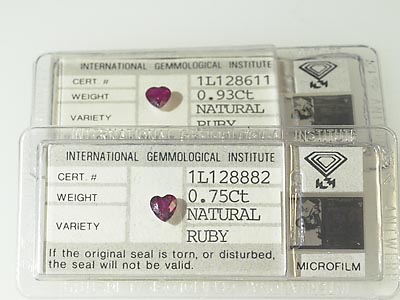 INTERNATIONAL GEMMOLOGICAL INSTITUTE
CERT. # 1L128611
WEIGHT 0.93Ct
VARIETY NATURAL
RUBY
INTERNATIONAL GEMMOLOGICAL INSTITUTE
CERT. # 1L128882
WEIGHT 0.75Ct
VARIETY NATURAL
RUBY
If the original seal is torn, or disturbed,
the seal will not be valid.
MICROFILM